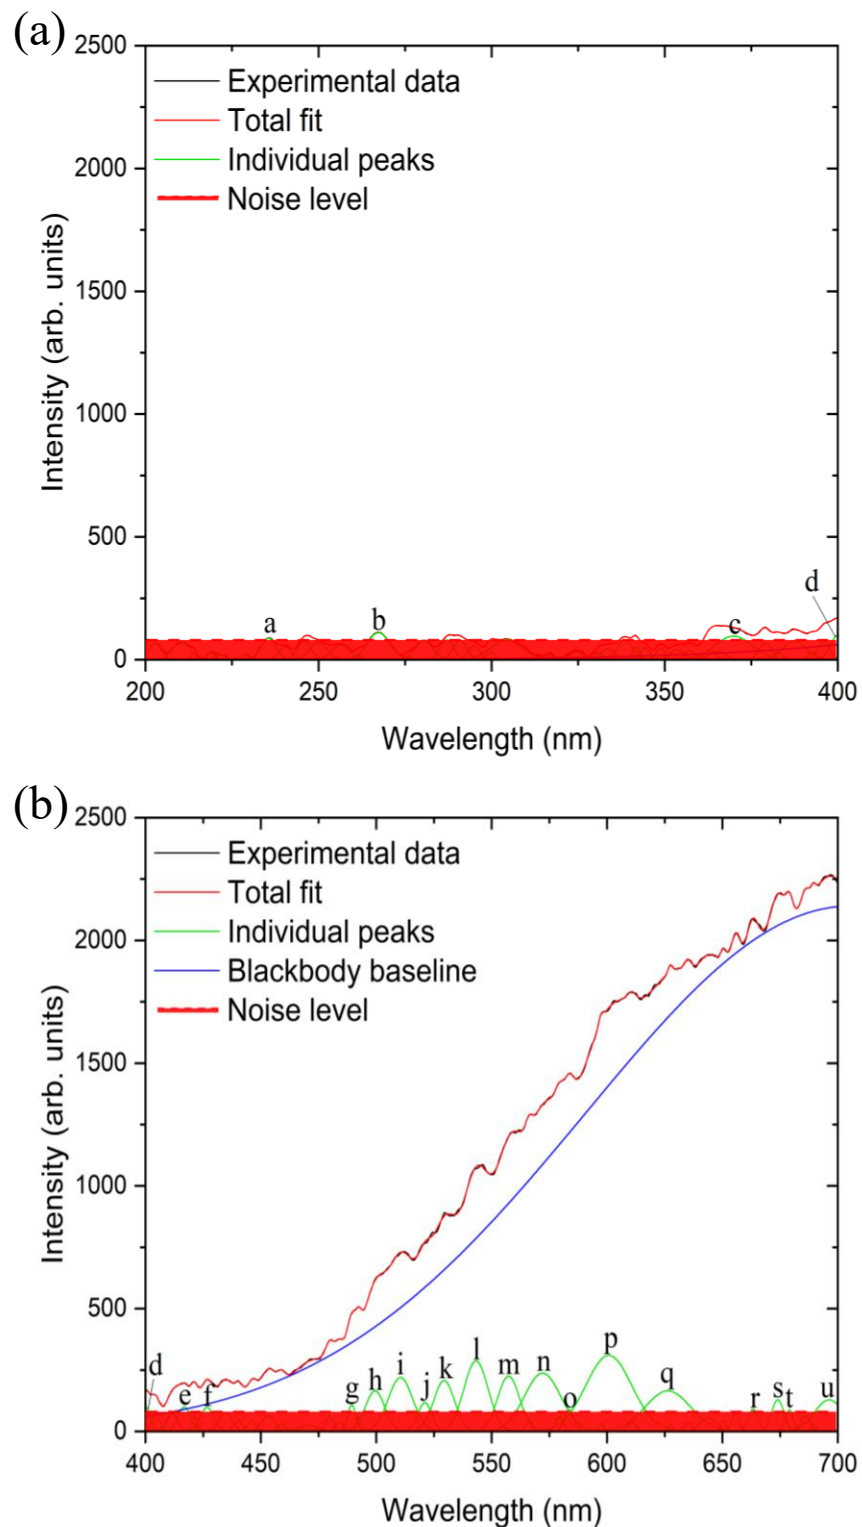 (a)
2500
Experimental data
Total fit
Individual peaks
Noise level
2000
1500
1000
500
0
Intensity (arb. units)
a
b
c
d
200
250
300
350
400
Wavelength (nm)
(b)
2500
Experimental data
Total fit
Individual peaks
Blackbody baseline
Noise level
2000
1500
1000
500
0
Intensity (arb. units)
d
e
f
g
h
i
j
k
l
m
n
o
p
q
r
s
t
u
400
450
500
550
600
650
700
Wavelength (nm)